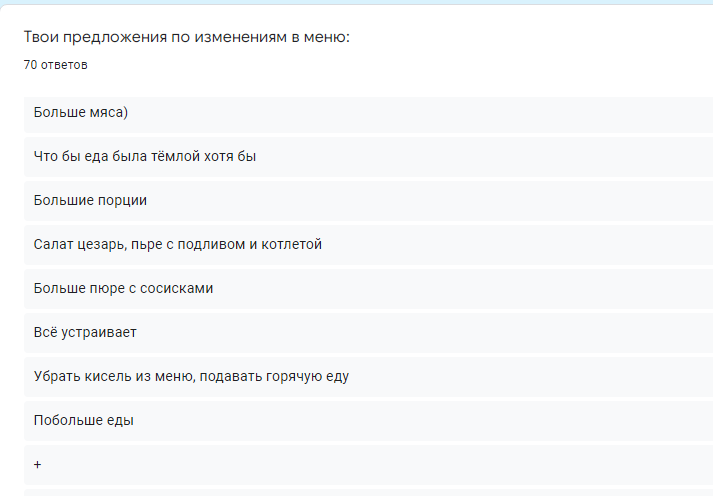 Твои предложения по изменениям в меню:
70 ответов
Больше мяса)
Что бы еда была тёмлой хотя бы
Большие порции
Салат цезарь, пьре с подливом и котлетой
Больше пюре с сосисками
Всё устраивает
Убрать кисель из меню, подавать горячую еду
Побольше еды
+